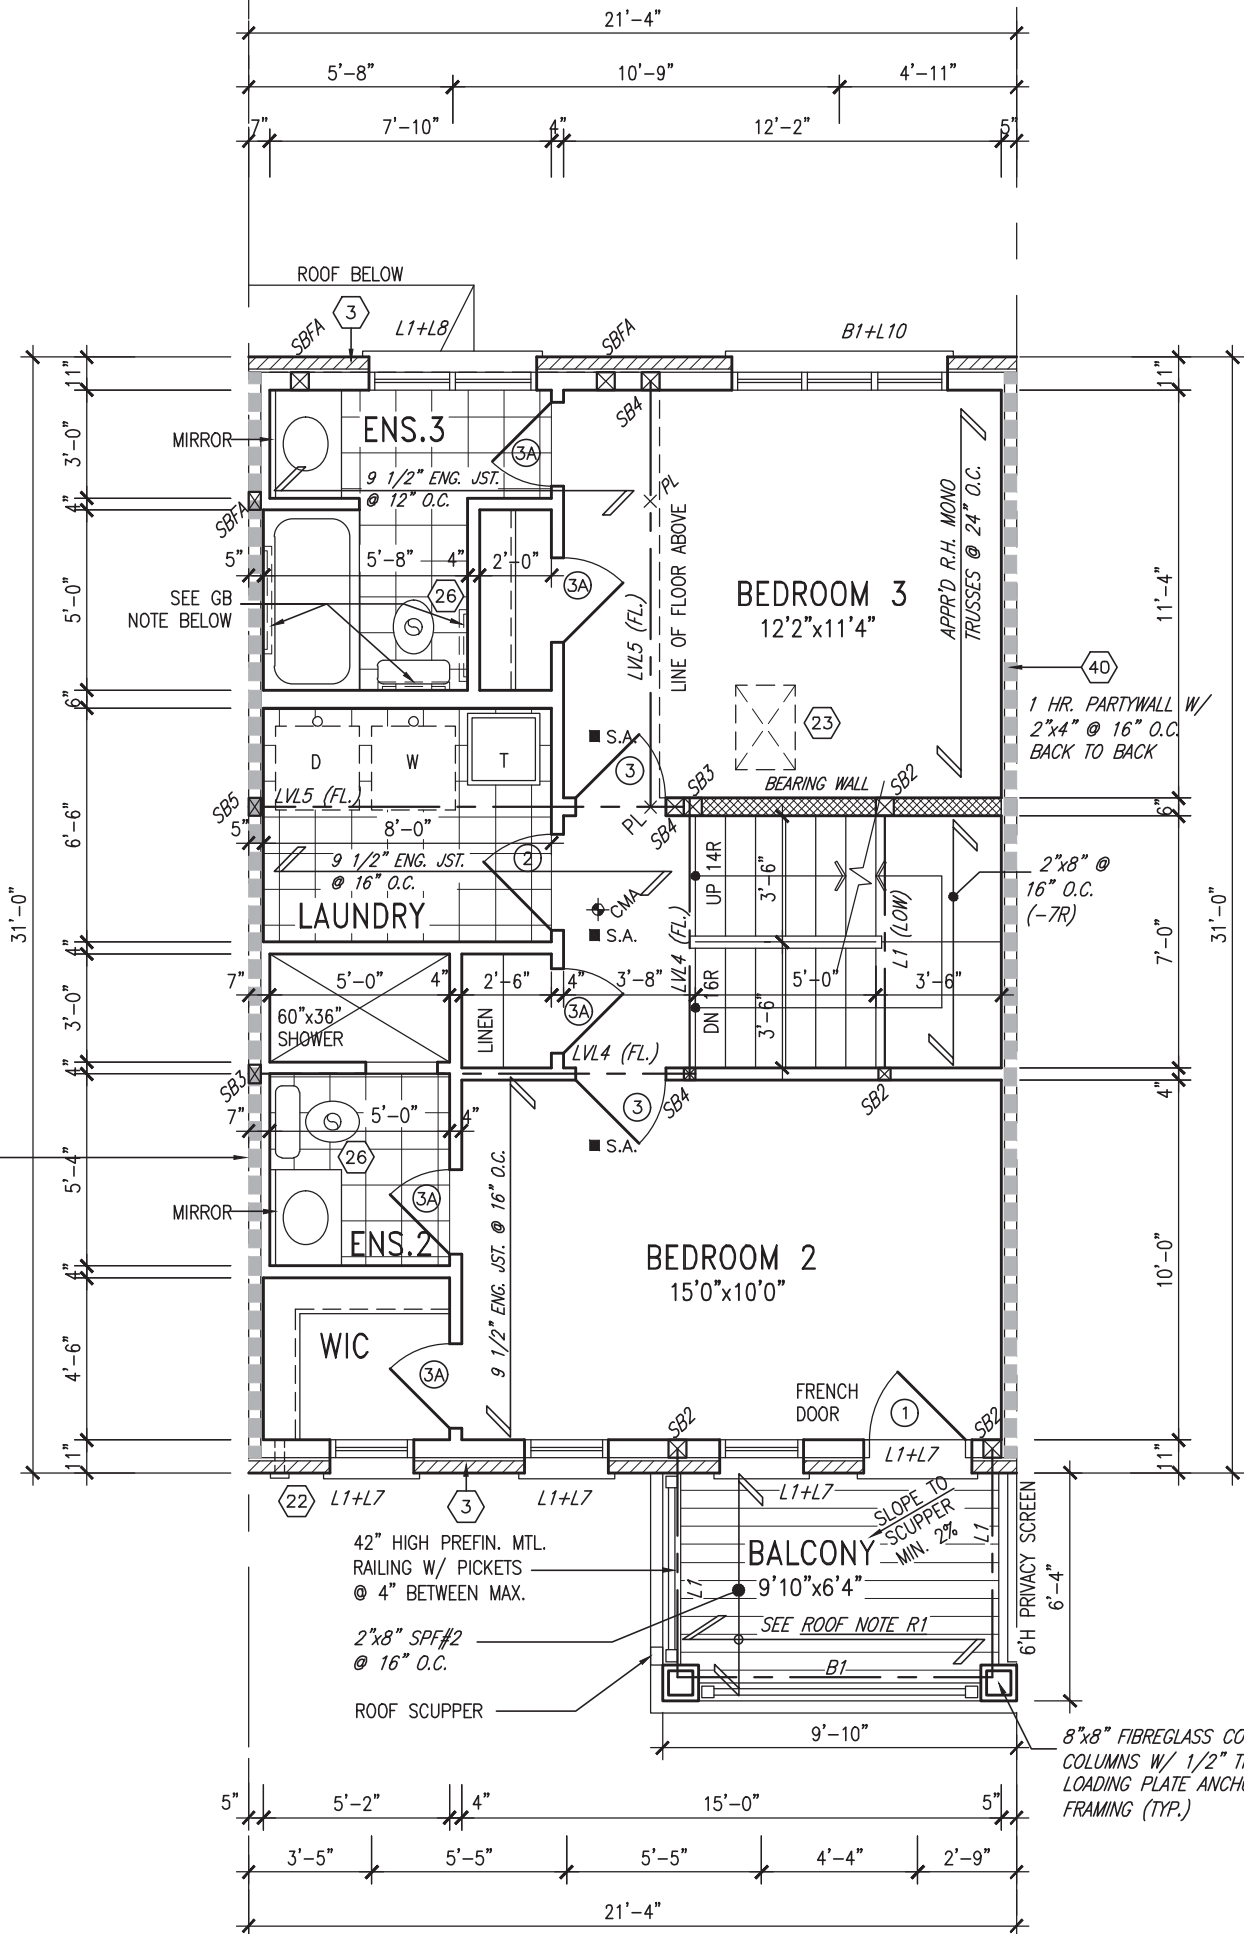 21'-4"
5'-8" 10'-9" 4'-11"
7" 7'-10" 4" 12'-2" 5"
ROOF BELOW
3
SBFA
L1+L8
SBFA
B1+L10
11"
11"
SB4
MIRROR
ENS.3
3A
3'-0"
9 1/2" ENG. JST.
@ 12" O.C.
PL
4"
SBFA
LINE OF FLOOR ABOVE
APPR'D R.H. MONO
TRUSSES @ 24" O.C.
5" 5'-8" 4" 2'-0"
3A
26
SEE GB
NOTE BELOW
5'-0"
BEDROOM 3
12'2"x11'4"
11'-4"
LVL5 (FL.)
40
1 HR. PARTYWALL W/
2"x4" @ 16" O.C.
BACK TO BACK
6"
23
S.A.
D
W
T
3
BEARING WALL
SB3
SB2
LVL5 (FL.)
SB5
PL
SB4
6"
5" 8'-0"
6'-6"
2
9 1/2" ENG. JST.
@ 16" O.C.
UP 14R
3'-6"
2"x8" @
16" O.C.
(-7R)
31'-0"
31'-0"
LAUNDRY
CMA
S.A.
LVL4 (FL.)
L1 (LOW)
7'-0"
4"
7" 5'-0" 4" 2'-6" 4" 3'-8" 5'-0" 3'-6"
3'-0"
60"x36"
SHOWER
LINEN
3A
DN 16R
3'-6"
LVL4 (FL.)
4"
SB3
SB4
SB2
4"
7" 5'-0" 4"
3
26
S.A.
5'-4"
3A
MIRROR
ENS.2
9 1/2" ENG. JST. @ 16" O.C.
BEDROOM 2
15'0"x10'0"
10'-0"
4"
WIC
4'-6"
3A
FRENCH
DOOR
1
SB2
SB2
11"
11"
22
L1+L7
3
L1+L7
L1+L7
L1+L7
SLOPE TO
SCUPPER
MIN. 2%
L1
42" HIGH PREFIN. MTL.
RAILING W/ PICKETS
@ 4" BETWEEN MAX.
L1
BALCONY
9'10"x6'4"
6'H PRIVACY SCREEN
6'-4"
SEE ROOF NOTE R1
2"x8" SPF#2
@ 16" O.C.
B1
ROOF SCUPPER
9'-10"
8"x8" FIBREGLASS CO
COLUMNS W/ 1/2" T
LOADING PLATE ANCH
FRAMING (TYP.)
5" 5'-2" 4" 15'-0" 5"
3'-5" 5'-5" 5'-5" 4'-4" 2'-9"
21'-4"